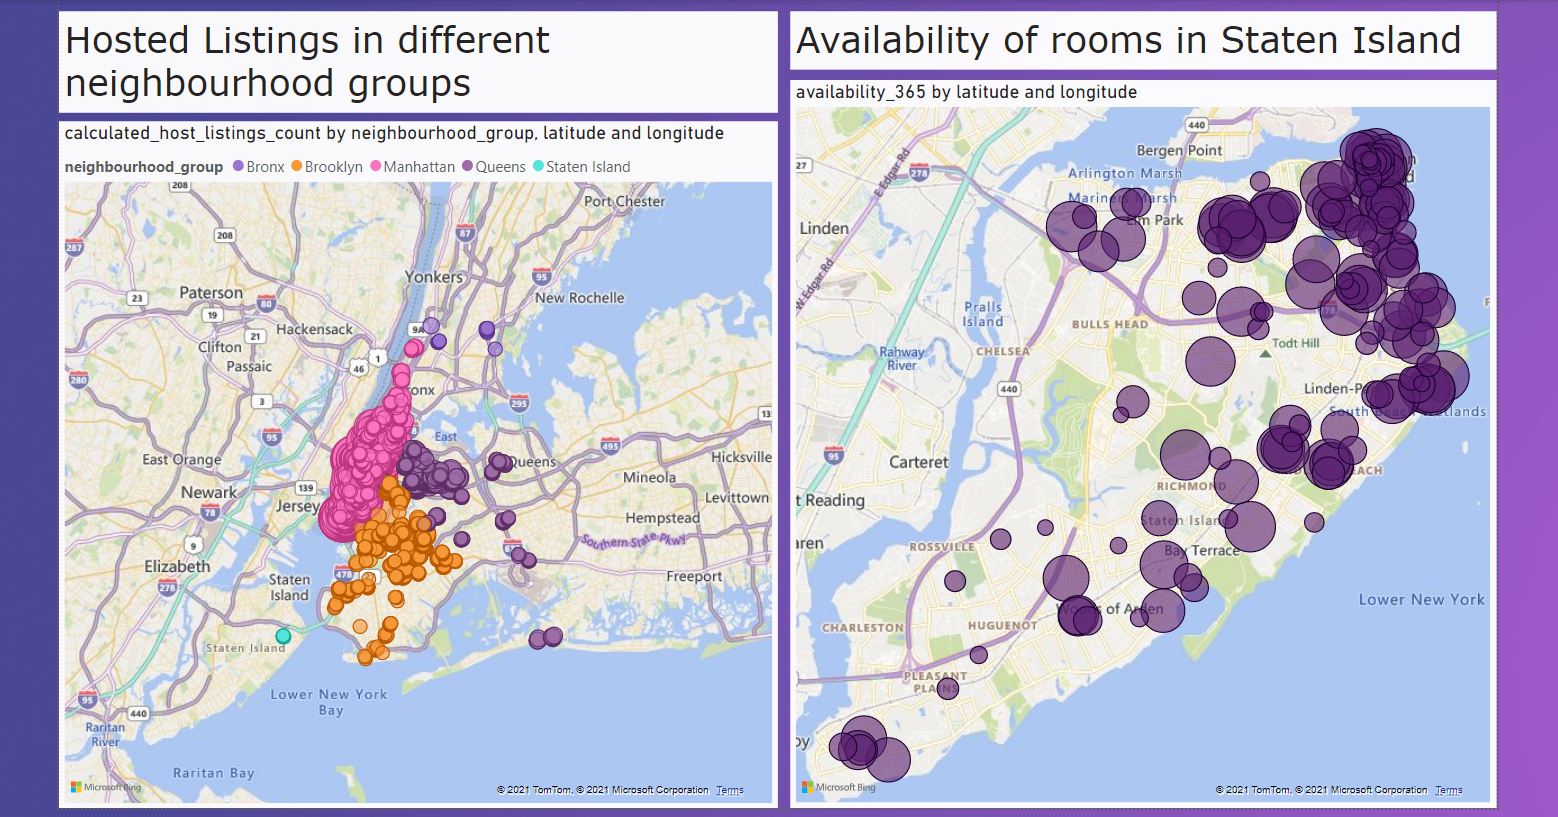 Hosted Listings in different
neighbourhood groups
calculated_host_listings_count by neighbourhood_group, latitude and longitude
neighbourhood_group Bronx Brooklyn Manhattan Queens Staten Island
208
Port Chester
208
87
287
Yonkers
95
23
Paterson
80
New Rochelle
19
9A
Hackensack
21
Clifton
1
Passaic
46
280
onx
3
295
13
95
East
495
East Orange
Queens
Hicksville
Mineola
139
Newark
Levittown
Jersey
78
Hempstead
9
Southern State Pkwy
Elizabeth
478
Staten
Island
278
Freeport
Staten Island
Lower New York
Bay
95
440
Raritan
River
Raritan Bay
Microsoft Bing
© 2021 TomTom, © 2021 Microsoft Corporation Terms
Availability of rooms in Staten Island
availability_365 by latitude and longitude
440
Bergen Point
27
E Edgar Rd
278
Arlington Marsh
Mariners Marsh
Elm Park
Linden
W Edgar Rd
Pralls
Island
BULLS HEAD
Todt Hill
Rahway
River
CHELSEA
440
Linden-P
South Beach Wetlands
95
Carteret
EACH
RICHMOND
t Reading
Staten Island
aren
ROSSVILLE
Bay Terrace
Woods of Arden
Lower New York
CHARLESTON
HUGUENOT
PLEASANT
PLAINS
oy
Microsoft Bing
© 2021 TomTom, © 2021 Microsoft Corporation Terms